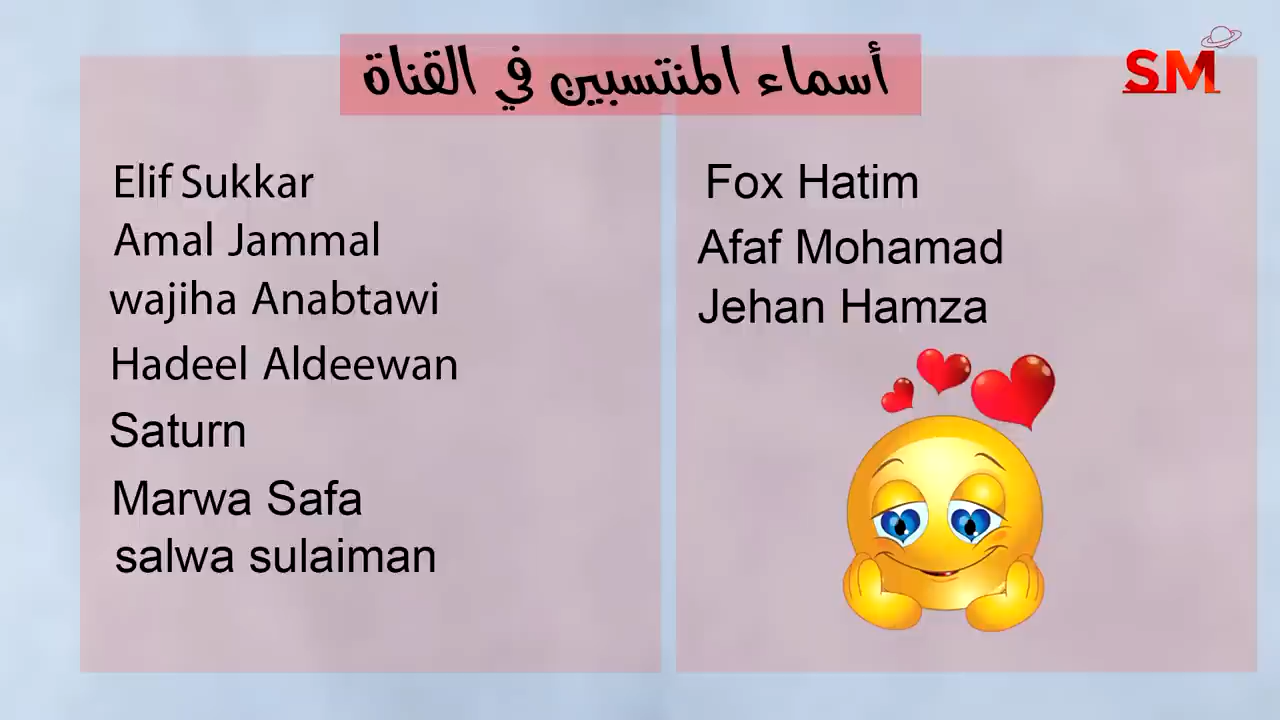 أسماء المنتسبين في القناة
SM
Elif Sukkar
Amal Jammal
wajiha Anabtawi
Hadeel Aldeewan
Saturn
Marwa Safa
salwa sulaiman
Fox Hatim
Afaf Mohamad
Jehan Hamza